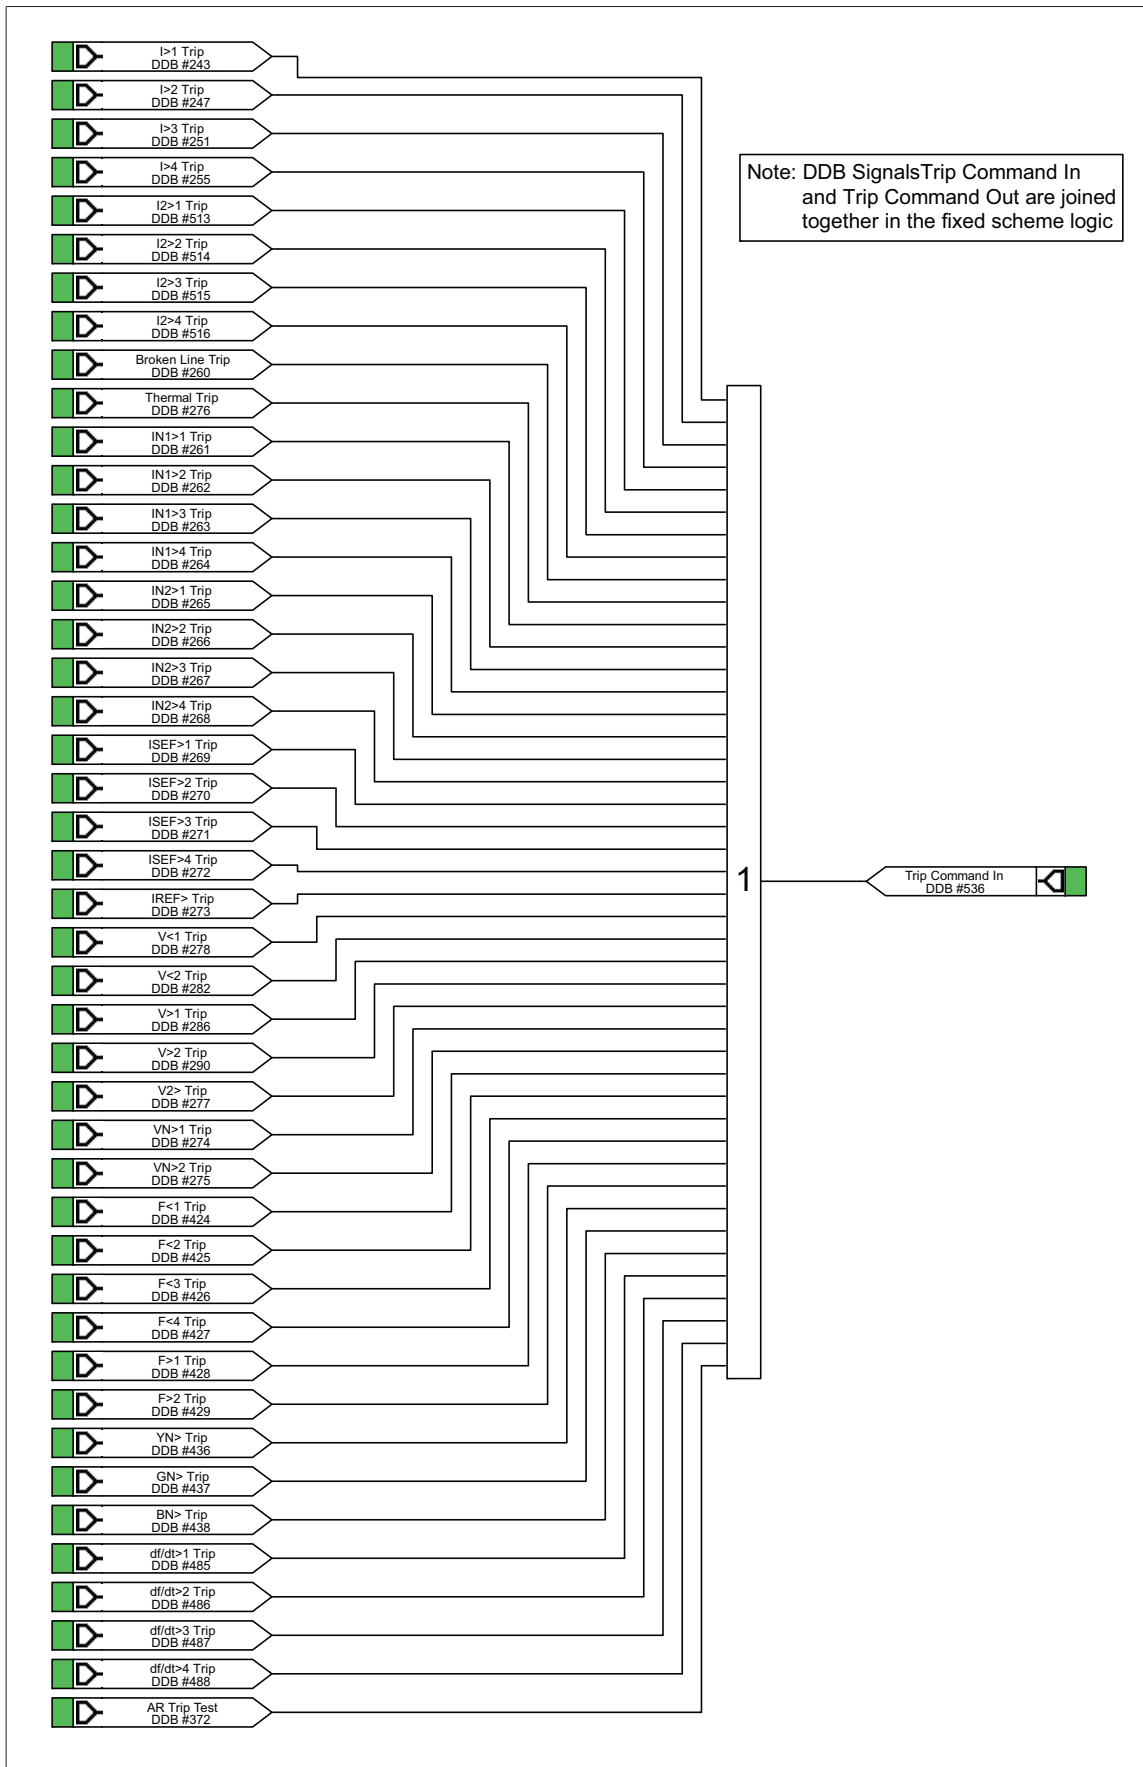 I>1 Trip
DDB #243
I>2 Trip
DDB #247
I>3 Trip
DDB #251
I>4 Trip
DDB #255
I2>1 Trip
DDB #513
I2>2 Trip
DDB #514
I2>3 Trip
DDB #515
I2>4 Trip
DDB #516
Broken Line Trip
DDB #260
Thermal Trip
DDB #276
IN1>1 Trip
DDB #261
IN1>2 Trip
DDB #262
IN1>3 Trip
DDB #263
IN1>4 Trip
DDB #264
IN2>1 Trip
DDB #265
IN2>2 Trip
DDB #266
IN2>3 Trip
DDB #267
IN2>4 Trip
DDB #268
ISEF>1 Trip
DDB #269
ISEF>2 Trip
DDB #270
ISEF>3 Trip
DDB #271
ISEF>4 Trip
DDB #272
IREF> Trip
DDB #273
V<1 Trip
DDB #278
V<2 Trip
DDB #282
V>1 Trip
DDB #286
V>2 Trip
DDB #290
V2> Trip
DDB #277
VN>1 Trip
DDB #274
VN>2 Trip
DDB #275
F<1 Trip
DDB #424
F<2 Trip
DDB #425
F<3 Trip
DDB #426
F<4 Trip
DDB #427
F>1 Trip
DDB #428
F>2 Trip
DDB #429
YN> Trip
DDB #436
GN> Trip
DDB #437
BN> Trip
DDB #438
df/dt>1 Trip
DDB #485
df/dt>2 Trip
DDB #486
df/dt>3 Trip
DDB #487
df/dt>4 Trip
DDB #488
AR Trip Test
DDB #372
Note: DDB SignalsTrip Command In
and Trip Command Out are joined
together in the fixed scheme logic
1
Trip Command In
DDB #536